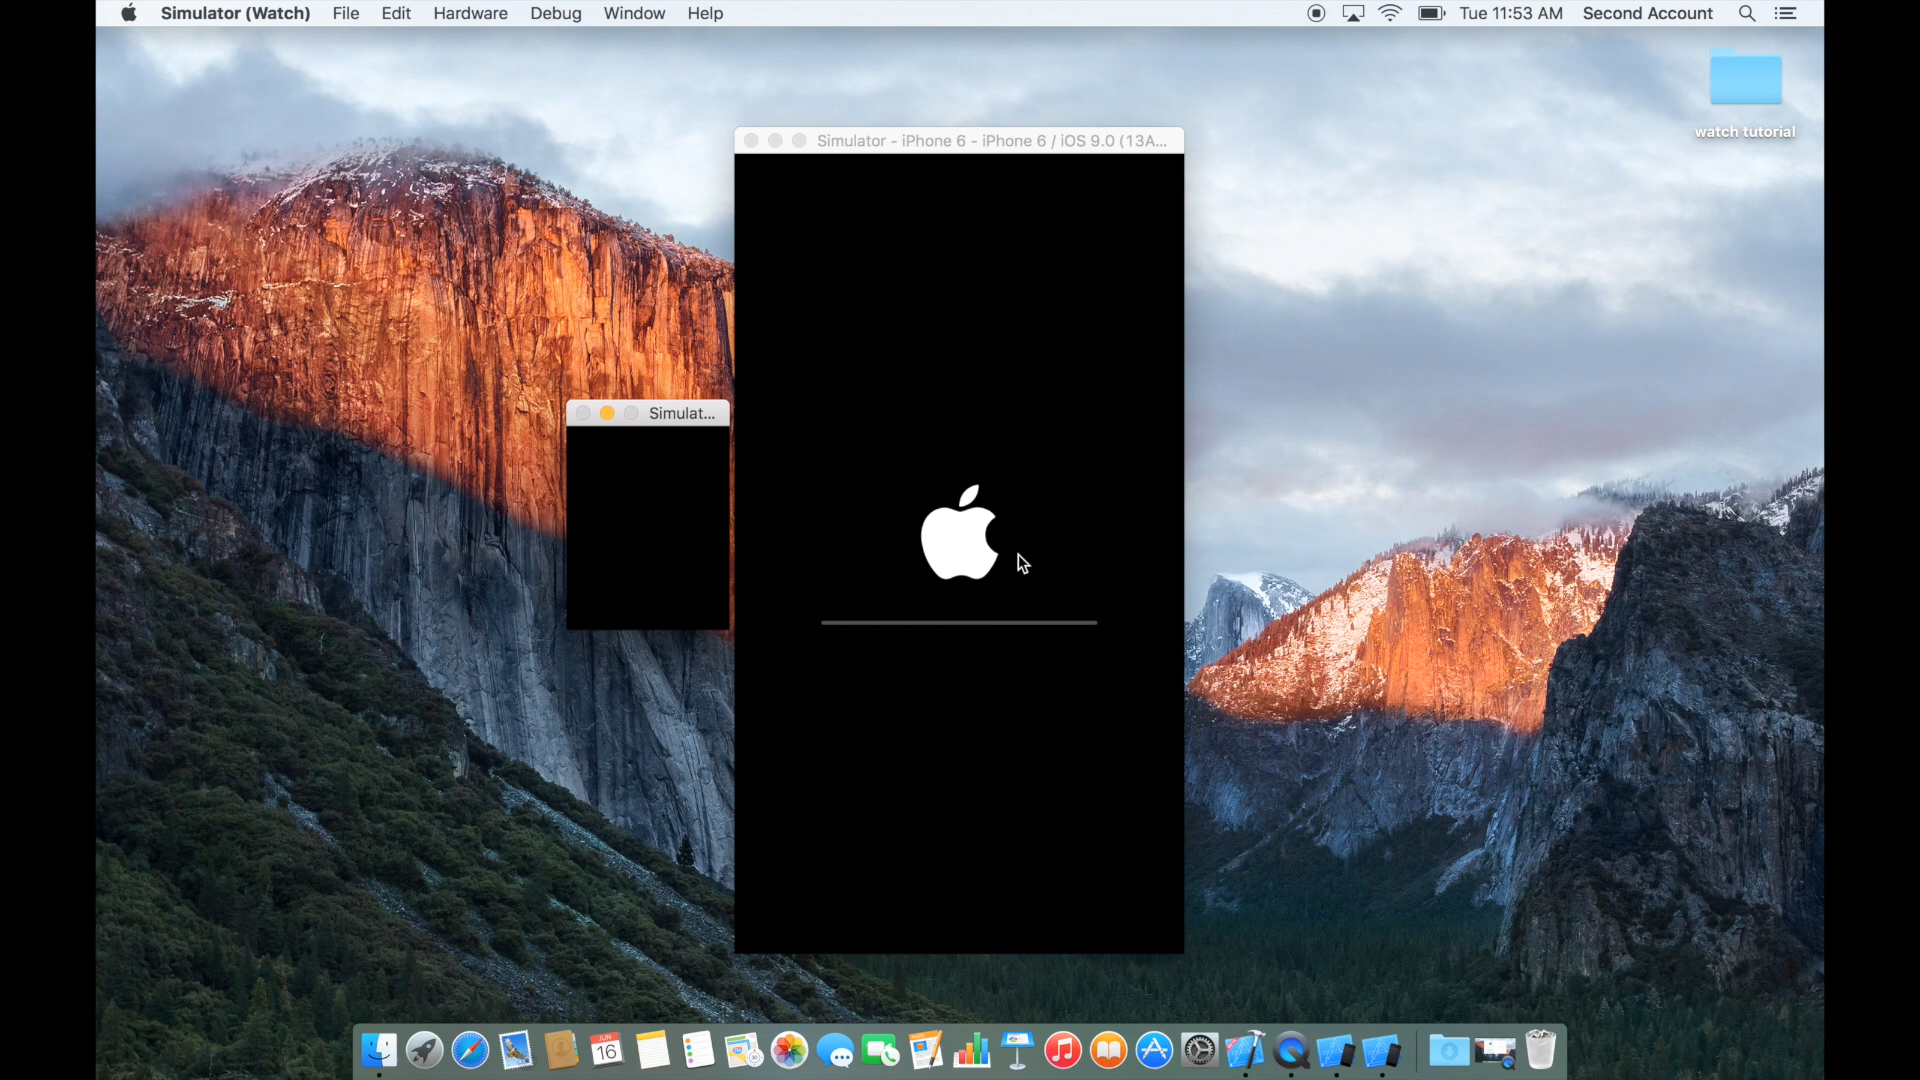 Simulator (Watch) File Edit Hardware Debug Window Help Tue 11:53 AM Second Account
watch tutorial
Simulator - iPhone 6 - iPhone 6 / iOS 9.0 (13A...
Simulat...
JUN
16